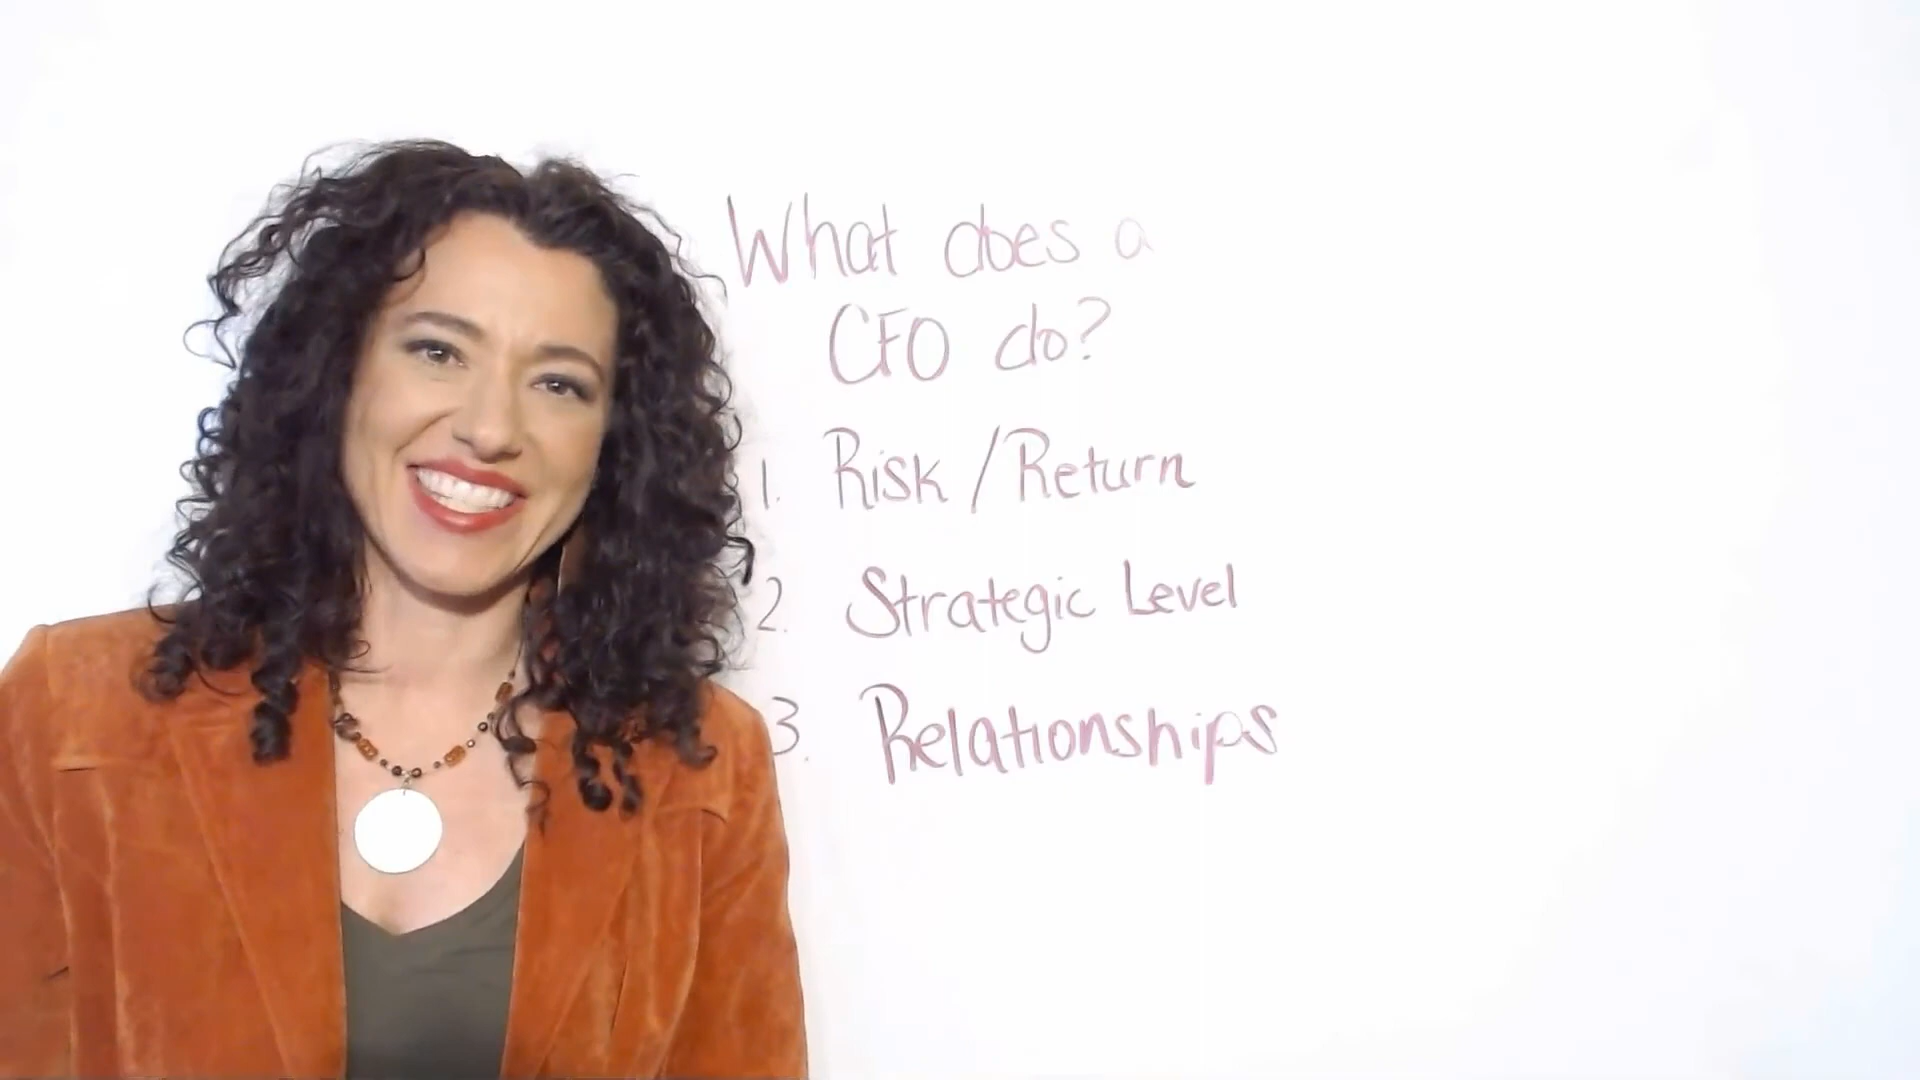 What does a
CFO do?
1. Risk / Return
2. Strategic Level
3. Relationships